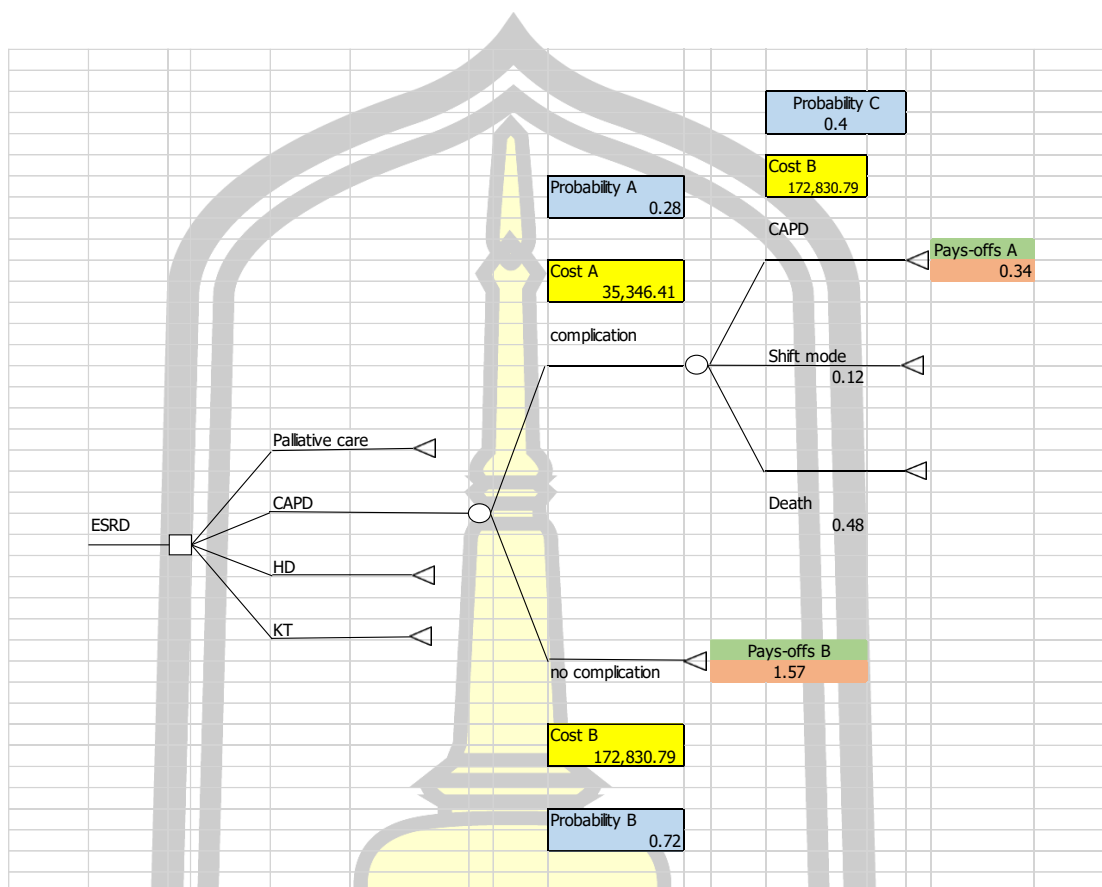 Probability C
0.4
Cost B
172,830.79
Probability A
0.28
CAPD
Pays-offs A
0.34
Cost A
35,346.41
complication
Shift mode
0.12
Palliative care
CAPD
Death
0.48
ESRD
HD
KT
Pays-offs B
1.57
no complication
Cost B
172,830.79
Probability B
0.72